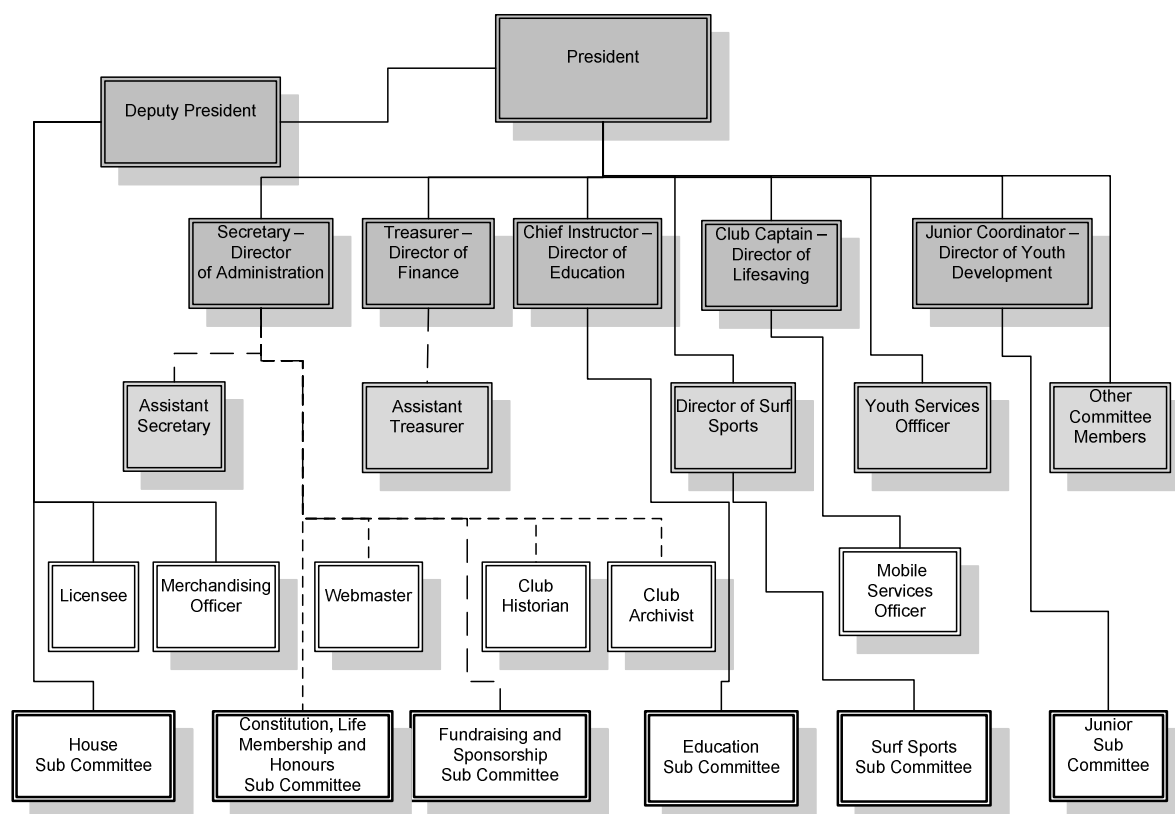 President
Deputy President
Secretary –
Director
of Administration
Treasurer –
Director of
Finance
Chief Instructor –
Director of
Education
Club Captain –
Director of
Lifesaving
Junior Coordinator –
Director of Youth
Development
Assistant
Secretary
Assistant
Treasurer
Director of Surf
Sports
Youth Services
Offficer
Other
Committee
Members
Licensee
Merchandising
Officer
Webmaster
Club
Historian
Club
Archivist
Mobile
Services
Officer
House
Sub Committee
Constitution, Life
Membership and
Honours
Sub Committee
Fundraising and
Sponsorship
Sub Committee
Education
Sub Committee
Surf Sports
Sub Committee
Junior
Sub
Committee